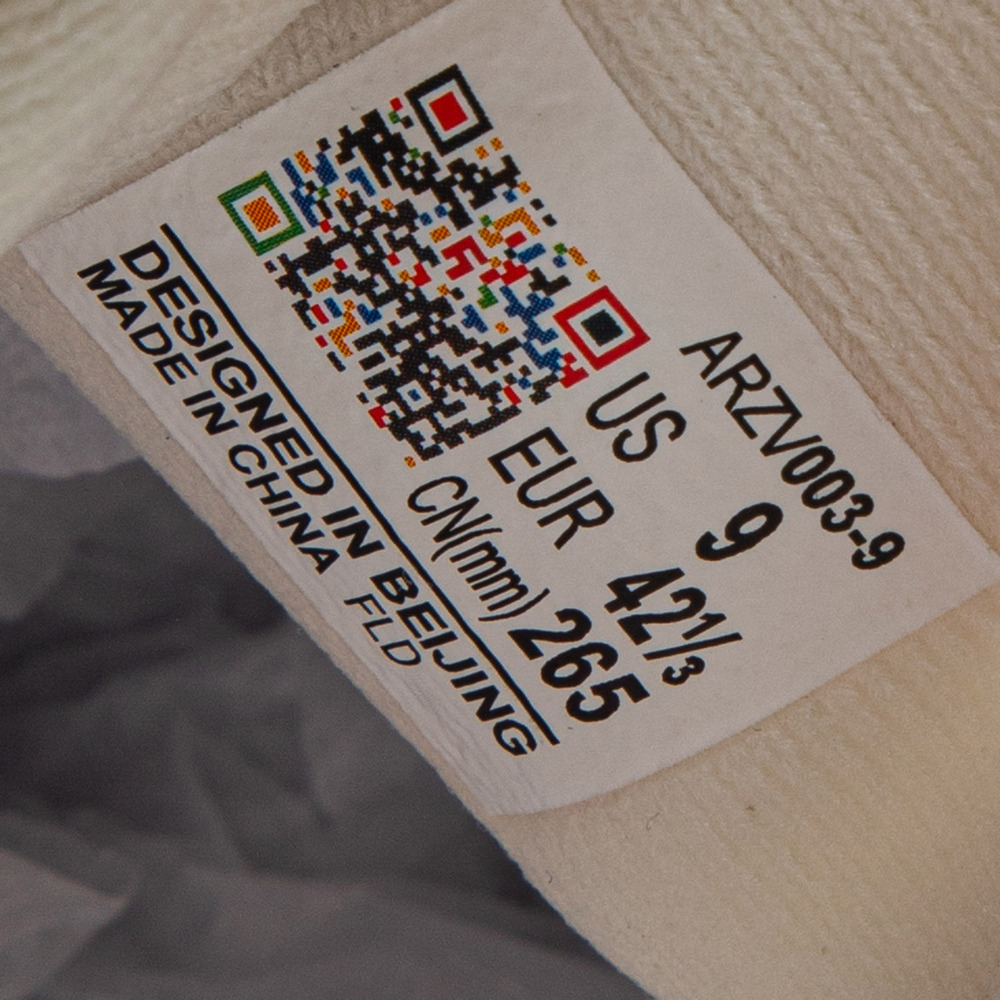 ARZV003-9
US 9
EUR 42⅓
CN(mm) 265
DESIGNED IN BEIJING
MADE IN CHINA FLD